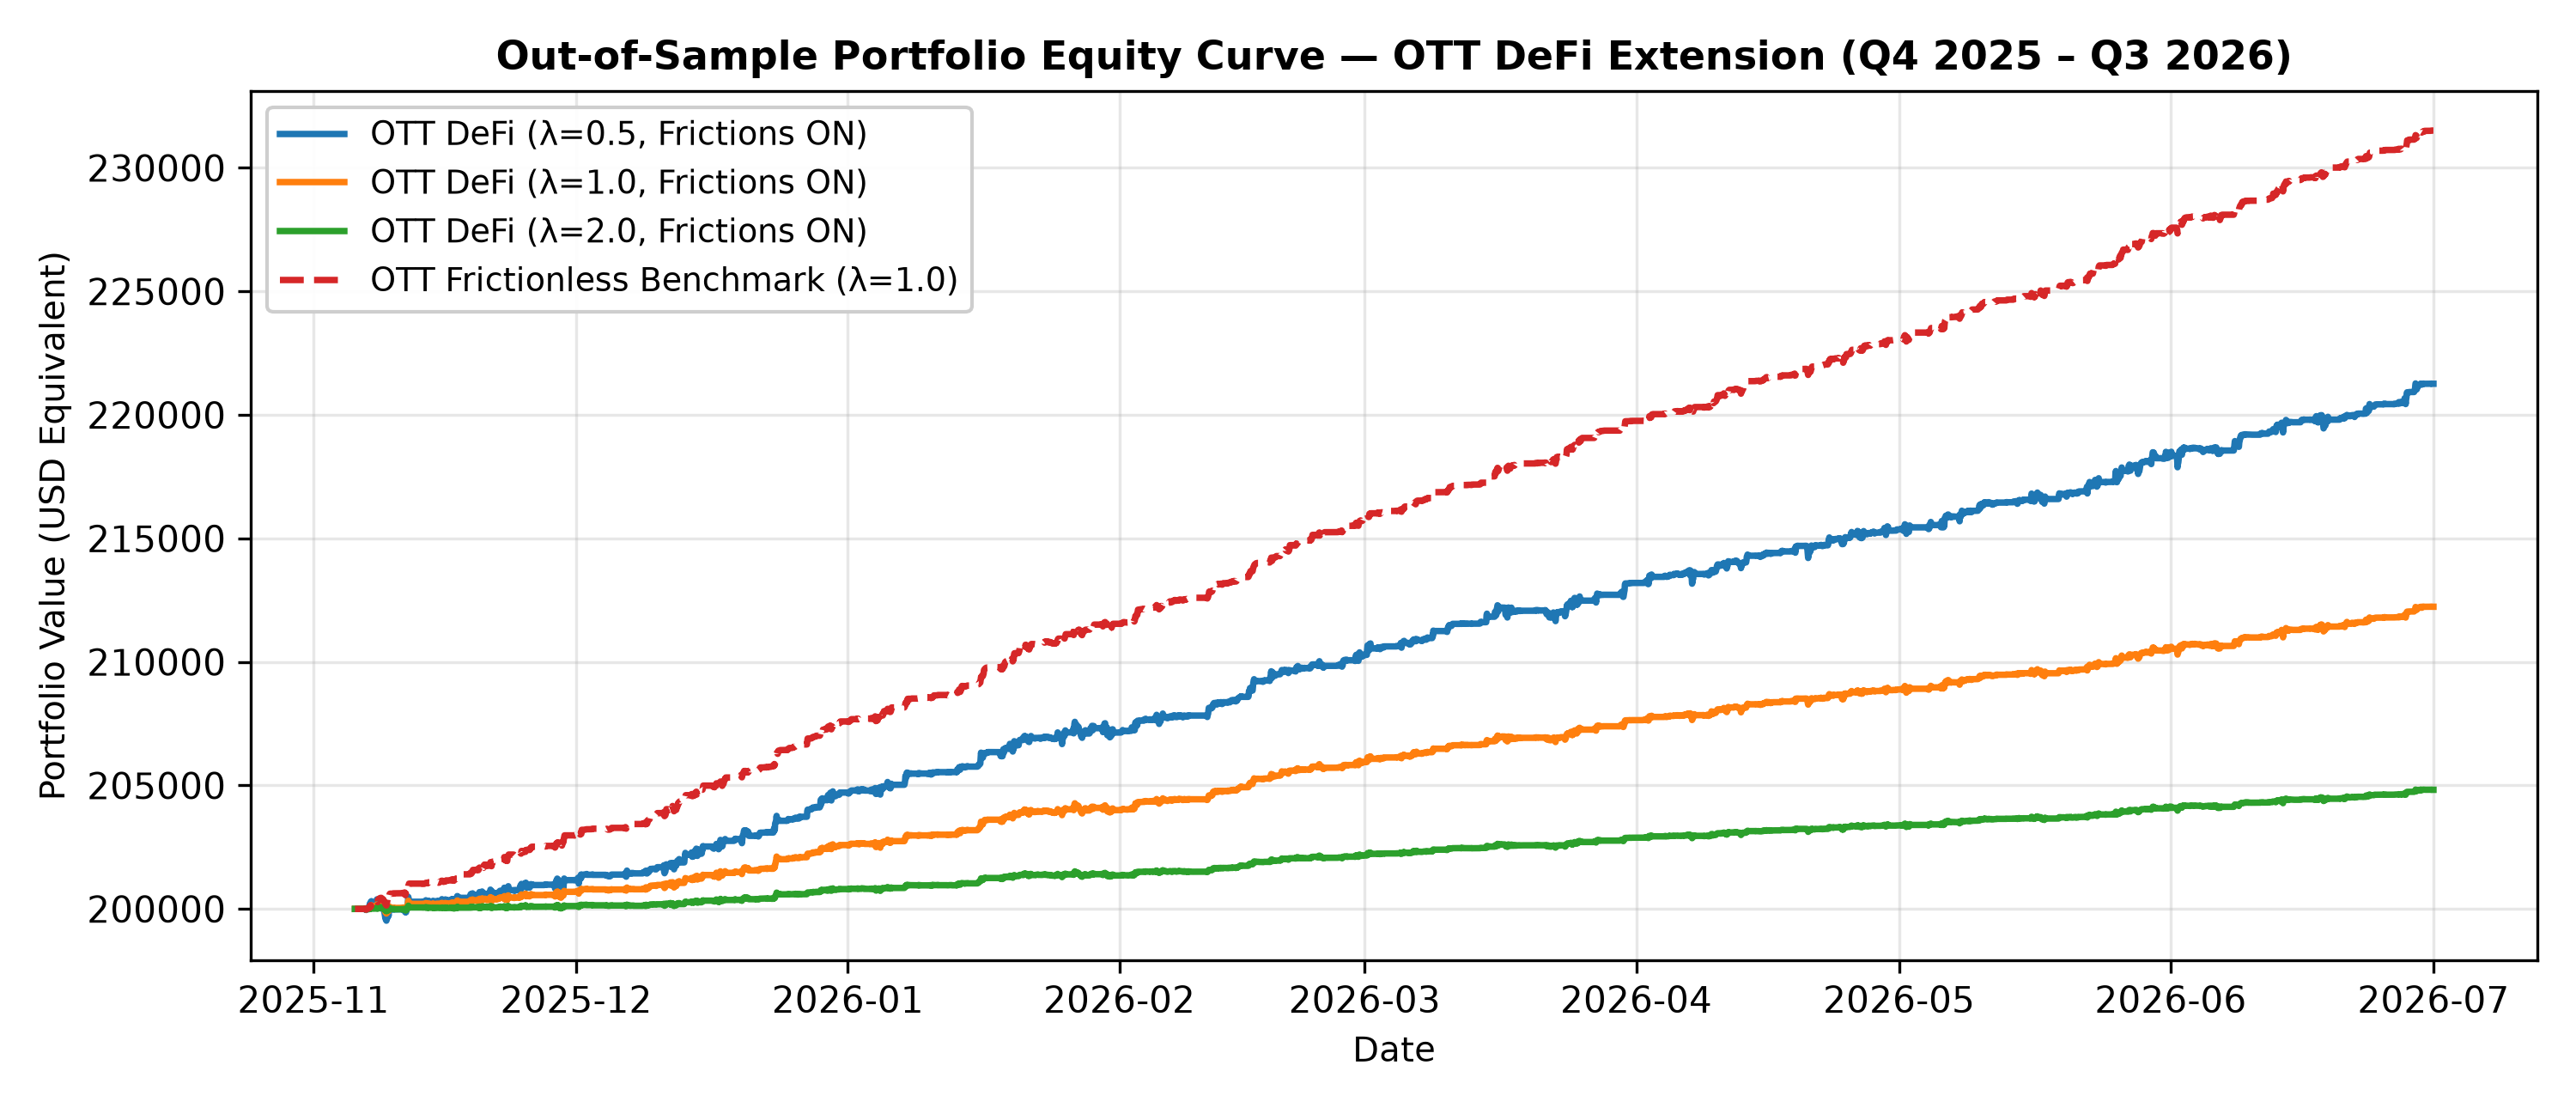 Out-of-Sample Portfolio Equity Curve — OTT DeFi Extension (Q4 2025 – Q3 2026)
OTT DeFi (λ=0.5, Frictions ON)
OTT DeFi (λ=1.0, Frictions ON)
OTT DeFi (λ=2.0, Frictions ON)
OTT Frictionless Benchmark (λ=1.0)
Portfolio Value (USD Equivalent)
230000
225000
220000
215000
210000
205000
200000
2025-11 2025-12 2026-01 2026-02 2026-03 2026-04 2026-05 2026-06 2026-07
Date